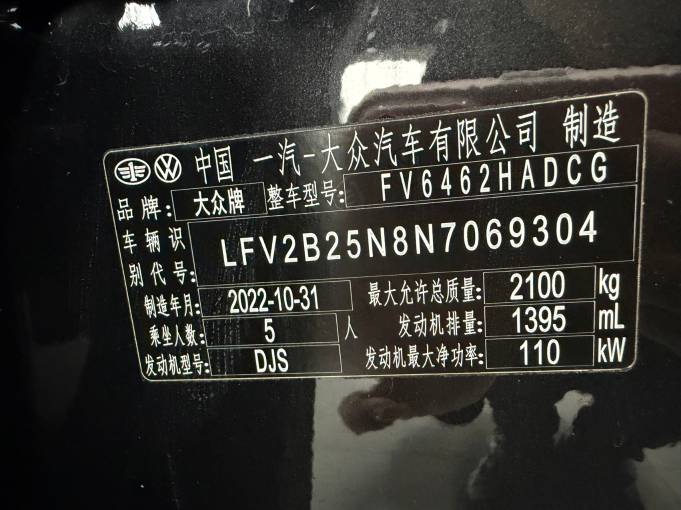 中国 一汽-大众汽车有限公司 制造
品牌: 大众牌 整车型号: FV6462HADCG
车辆识别代号: LFV2B25N8N7069304
制造年月: 2022-10-31 最大允许总质量: 2100 kg
乘坐人数: 5 人 发动机排量: 1395 mL
发动机型号: DJS 发动机最大净功率: 110 kW